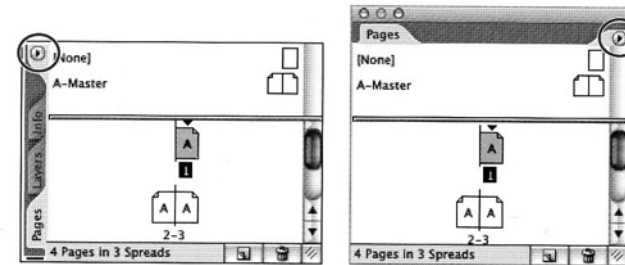 [None]
A-Master
Info
Layers
Pages
A
1
A A
2-3
4 Pages in 3 Spreads
Pages
[None]
A-Master
A
1
A A
2-3
4 Pages in 3 Spreads